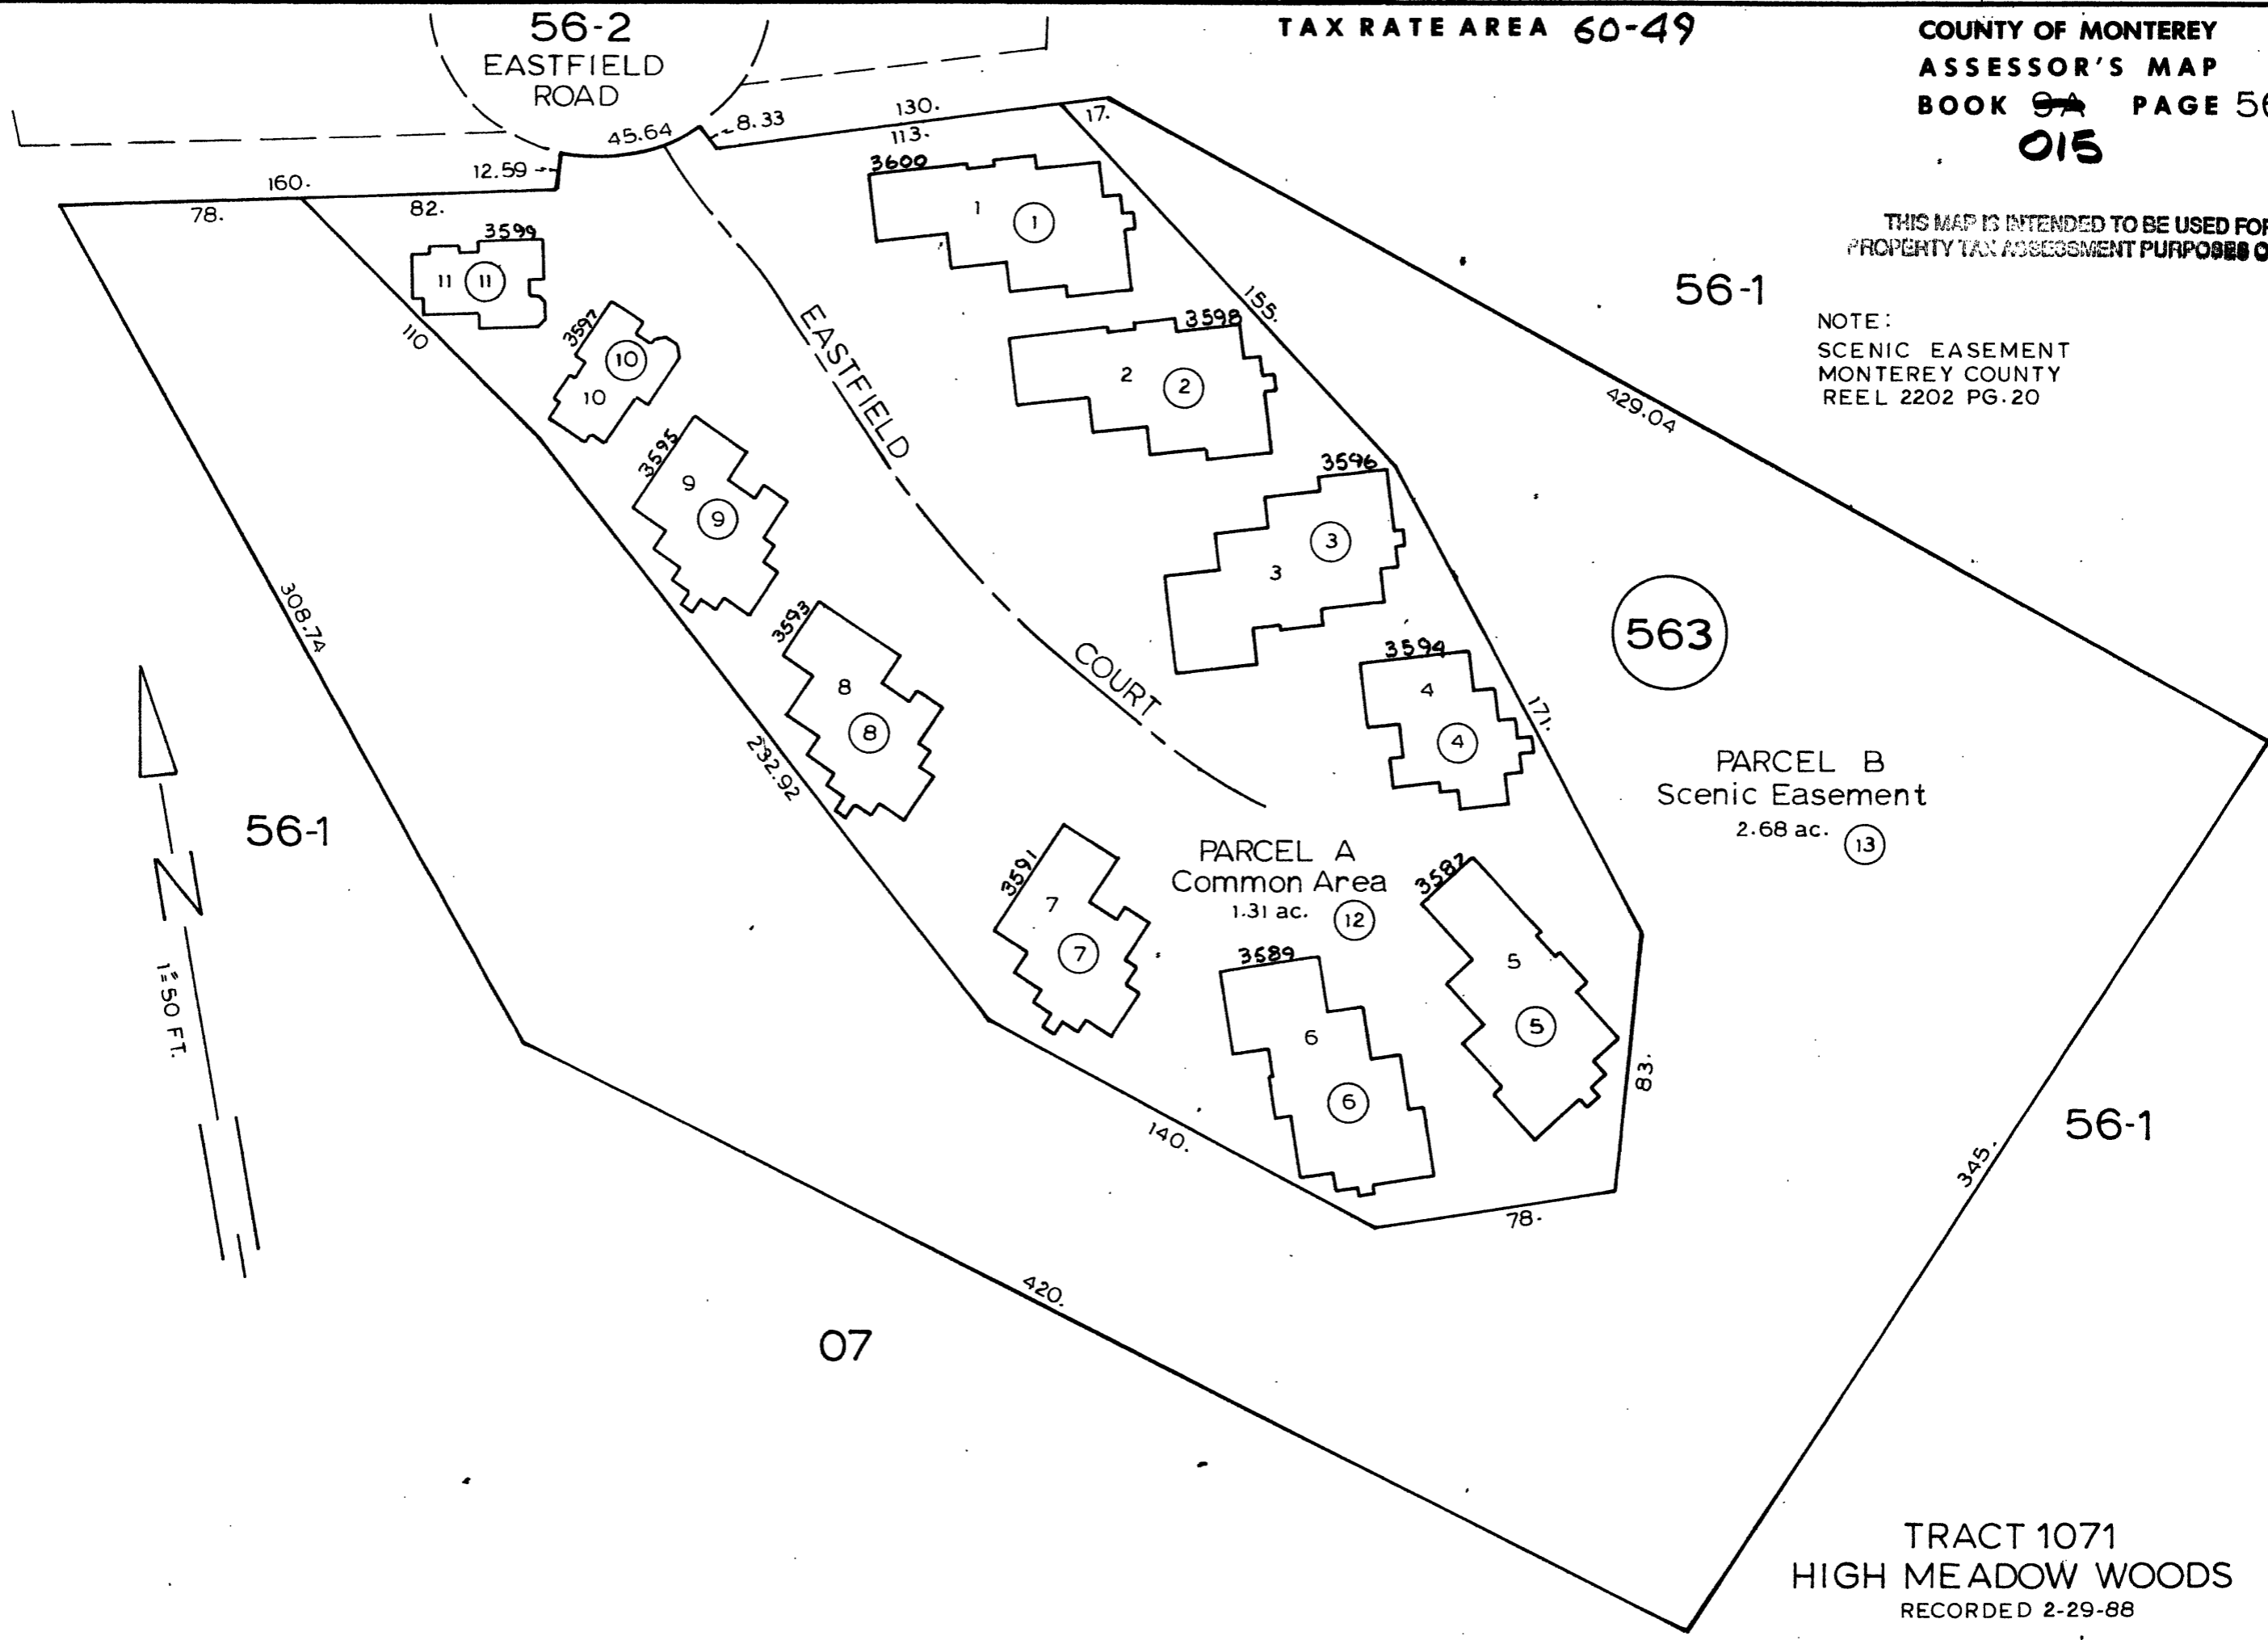 56-2
EASTFIELD
ROAD
TAX RATE AREA 60-49
COUNTY OF MONTEREY
ASSESSOR'S MAP
BOOK 9A PAGE 56
015
THIS MAP IS INTENDED TO BE USED FOR
PROPERTY TAX ASSESSMENT PURPOSES O
NOTE:
SCENIC EASEMENT
MONTEREY COUNTY
REEL 2202 PG.20
56-1
45.64
8.33
130.
113.
17.
12.59
160.
78.
82.
3600
1 1
3599
11 11
110
3597
10
10
EASTFIELD
COURT
155.
3598
2 2
429.04
3595
9
9
3596
3
3
308.74
3593
8
8
232.92
563
3594
4
4
171.
PARCEL B
Scenic Easement
2.68 ac. 13
56-1
N
1"=50 FT.
3591
7
7
PARCEL A
Common Area
1.31 ac. 12
3587
5
5
3589
6
6
83.
140.
78.
56-1
345.
420.
07
TRACT 1071
HIGH MEADOW WOODS
RECORDED 2-29-88